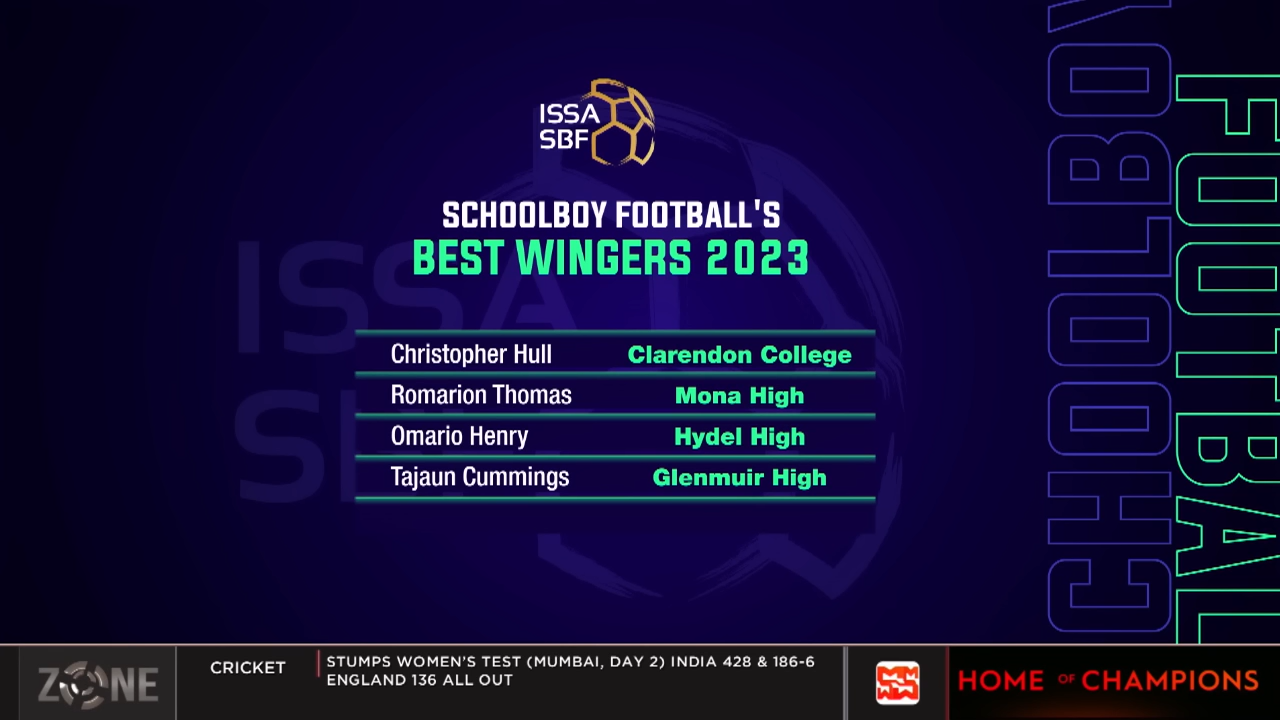 ISSA
SBF
SCHOOLBOY FOOTBALL'S
BEST WINGERS 2023
Christopher Hull Clarendon College
Romarion Thomas Mona High
Omario Henry Hydel High
Tajaun Cummings Glenmuir High
CHOOLBOY
FOOTBAL
ZONE
CRICKET
STUMPS WOMEN'S TEST (MUMBAI, DAY 2) INDIA 428 & 186-6
ENGLAND 136 ALL OUT
HOME OF CHAMPIONS